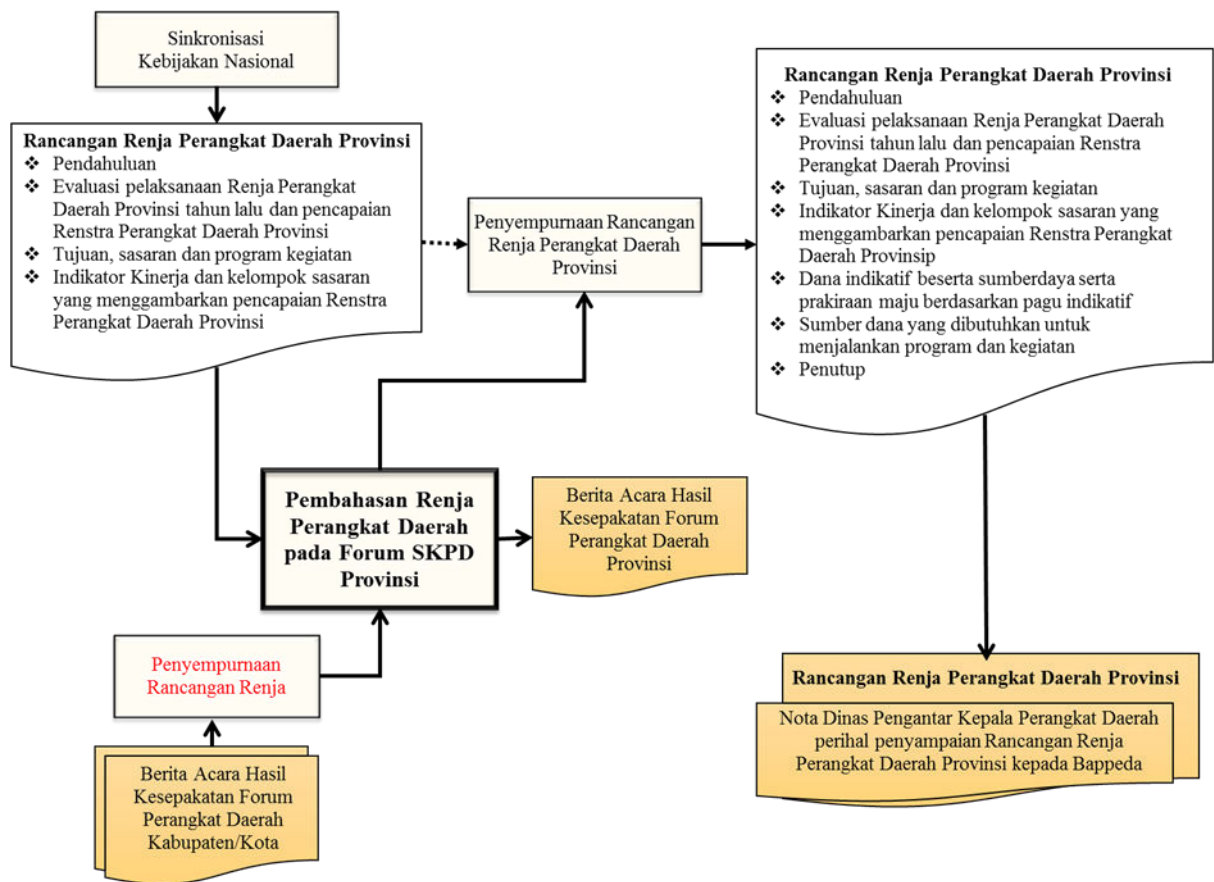 Sinkronisasi
Kebijakan Nasional
Rancangan Renja Perangkat Daerah Provinsi
❖ Pendahuluan
❖ Evaluasi pelaksanaan Renja Perangkat
Daerah Provinsi tahun lalu dan pencapaian
Renstra Perangkat Daerah Provinsi
❖ Tujuan, sasaran dan program kegiatan
❖ Indikator Kinerja dan kelompok sasaran
yang menggambarkan pencapaian Renstra
Perangkat Daerah Provinsi
Penyempurnaan Rancangan
Renja Perangkat Daerah
Provinsi
Rancangan Renja Perangkat Daerah Provinsi
❖ Pendahuluan
❖ Evaluasi pelaksanaan Renja Perangkat Daerah
Provinsi tahun lalu dan pencapaian Renstra
Perangkat Daerah Provinsi
❖ Tujuan, sasaran dan program kegiatan
❖ Indikator Kinerja dan kelompok sasaran yang
menggambarkan pencapaian Renstra Perangkat
Daerah Provinsip
❖ Dana indikatif beserta sumberdaya serta
prakiraan maju berdasarkan pagu indikatif
❖ Sumber dana yang dibutuhkan untuk
menjalankan program dan kegiatan
❖ Penutup
Pembahasan Renja
Perangkat Daerah
pada Forum SKPD
Provinsi
Berita Acara Hasil
Kesepakatan Forum
Perangkat Daerah
Provinsi
Penyempurnaan
Rancangan Renja
Berita Acara Hasil
Kesepakatan Forum
Perangkat Daerah
Kabupaten/Kota
Rancangan Renja Perangkat Daerah Provinsi
Nota Dinas Pengantar Kepala Perangkat Daerah
perihal penyampaian Rancangan Renja
Perangkat Daerah Provinsi kepada Bappeda